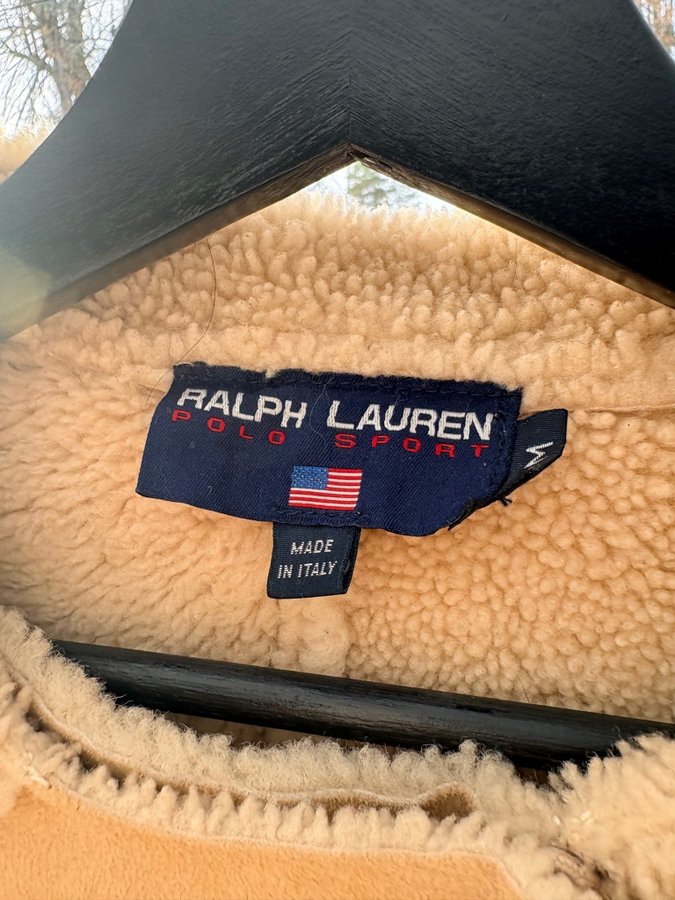 RALPH LAUREN
POLO SPORT
M
MADE
IN ITALY